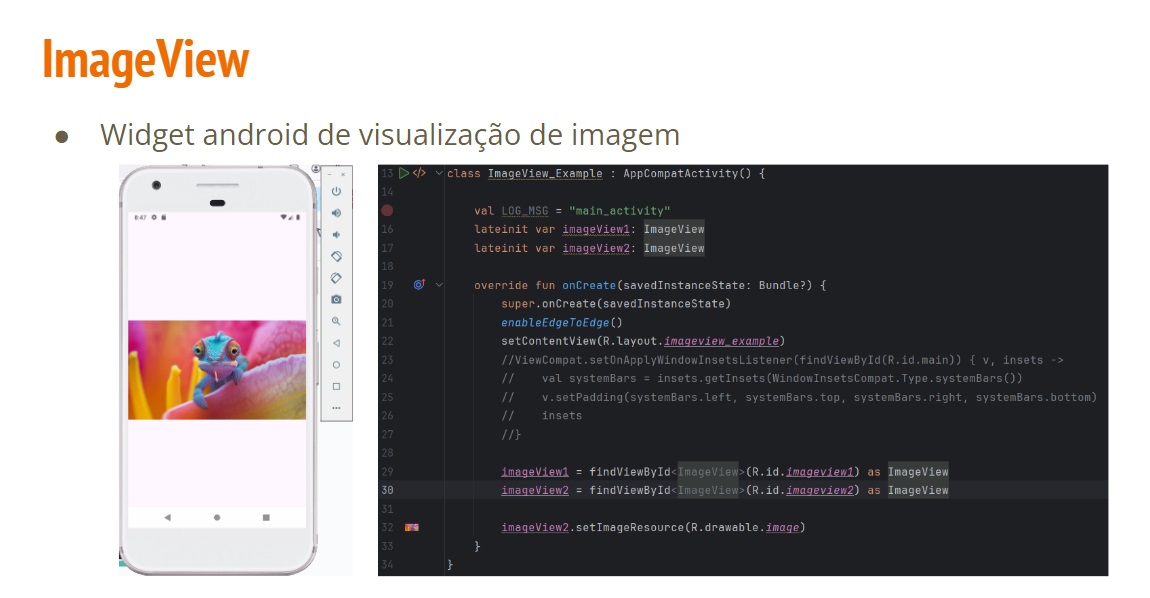 ImageView
● Widget android de visualização de imagem
8:47
13 class ImageView_Example : AppCompatActivity() {
14
val LOG_MSG = "main_activity"
16 lateinit var imageView1: ImageView
17 lateinit var imageView2: ImageView
18
19 override fun onCreate(savedInstanceState: Bundle?) {
20 super.onCreate(savedInstanceState)
21 enableEdgeToEdge()
22 setContentView(R.layout.imageview_example)
23 //ViewCompat.setOnApplyWindowInsetsListener(findViewById(R.id.main)) { v, insets ->
24 // val systemBars = insets.getInsets(WindowInsetsCompat.Type.systemBars())
25 // v.setPadding(systemBars.left, systemBars.top, systemBars.right, systemBars.bottom)
26 // insets
27 //}
28
29 imageView1 = findViewById<ImageView>(R.id.imageview1) as ImageView
30 imageView2 = findViewById<ImageView>(R.id.imageview2) as ImageView
31
32 imageView2.setImageResource(R.drawable.image)
33 }
34 }